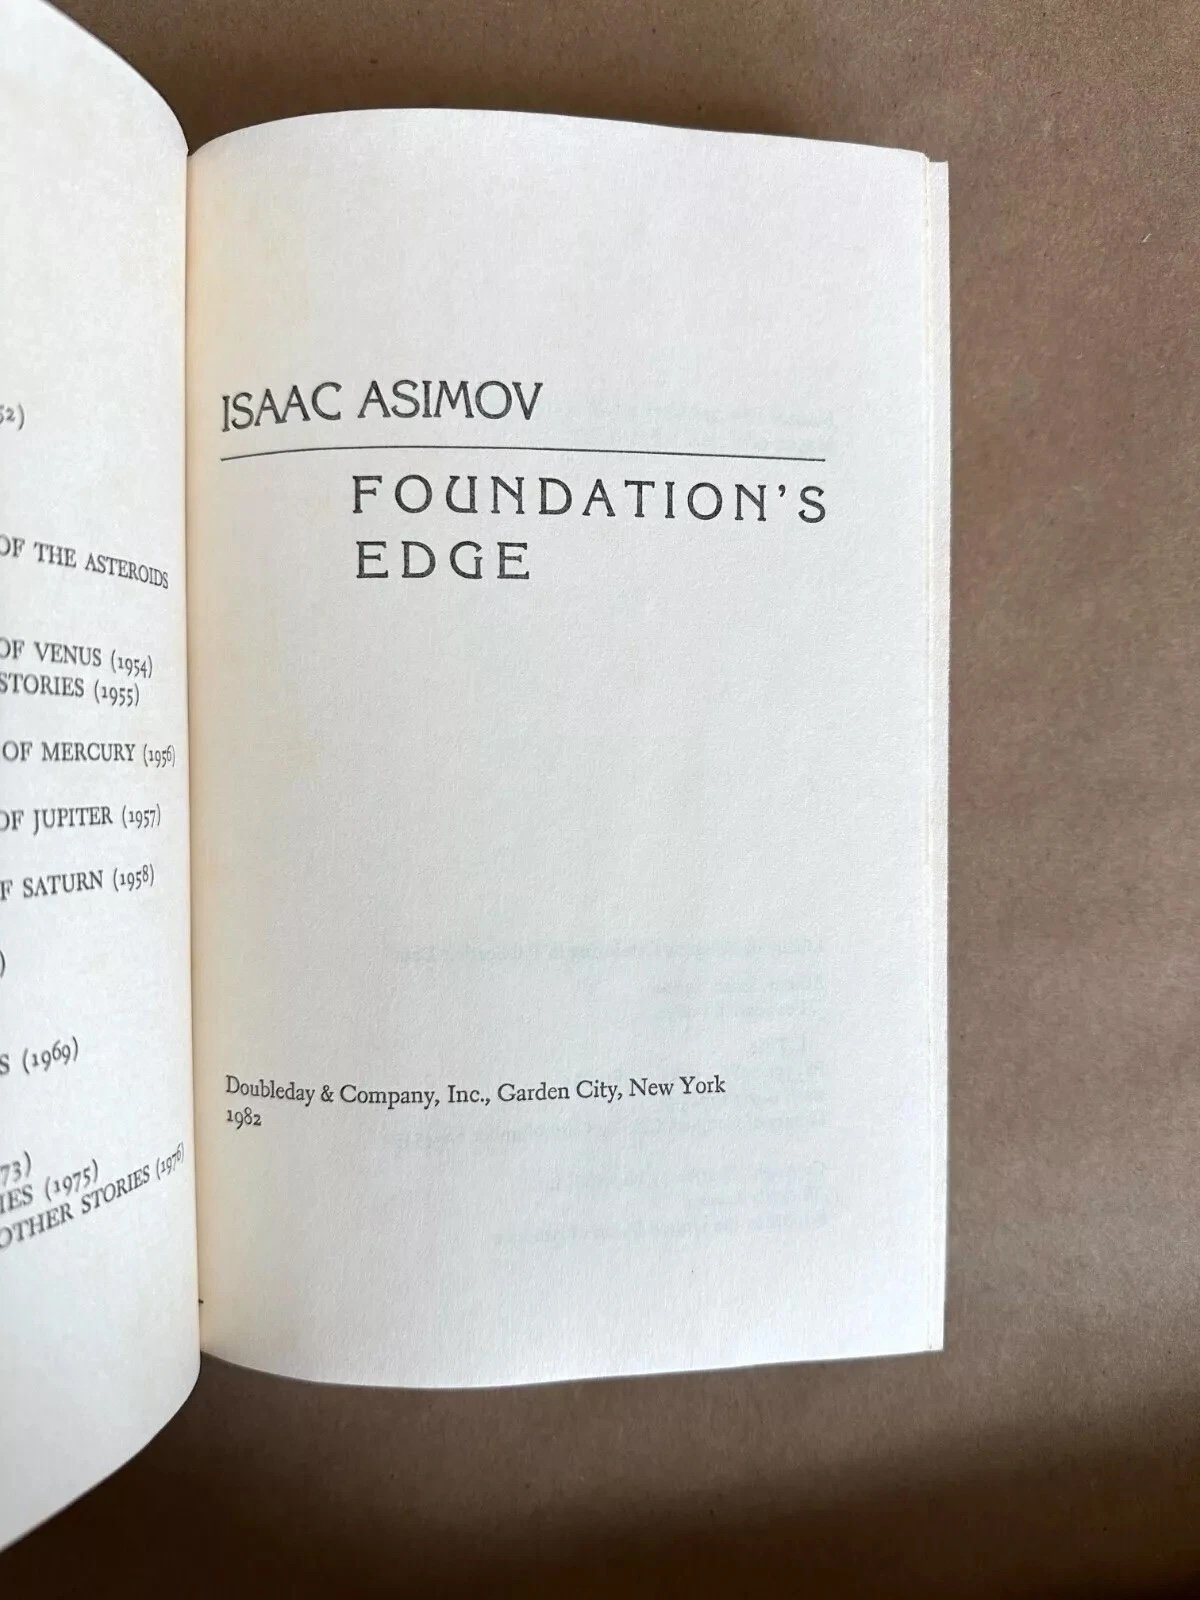 52)
OF THE ASTEROIDS
OF VENUS (1954)
STORIES (1955)
OF MERCURY (1956)
OF JUPITER (1957)
OF SATURN (1958)
)
S (1969)
73)
IES (1975)
OTHER STORIES (1976)
ISAAC ASIMOV
FOUNDATION'S
EDGE
Doubleday & Company, Inc., Garden City, New York
1982